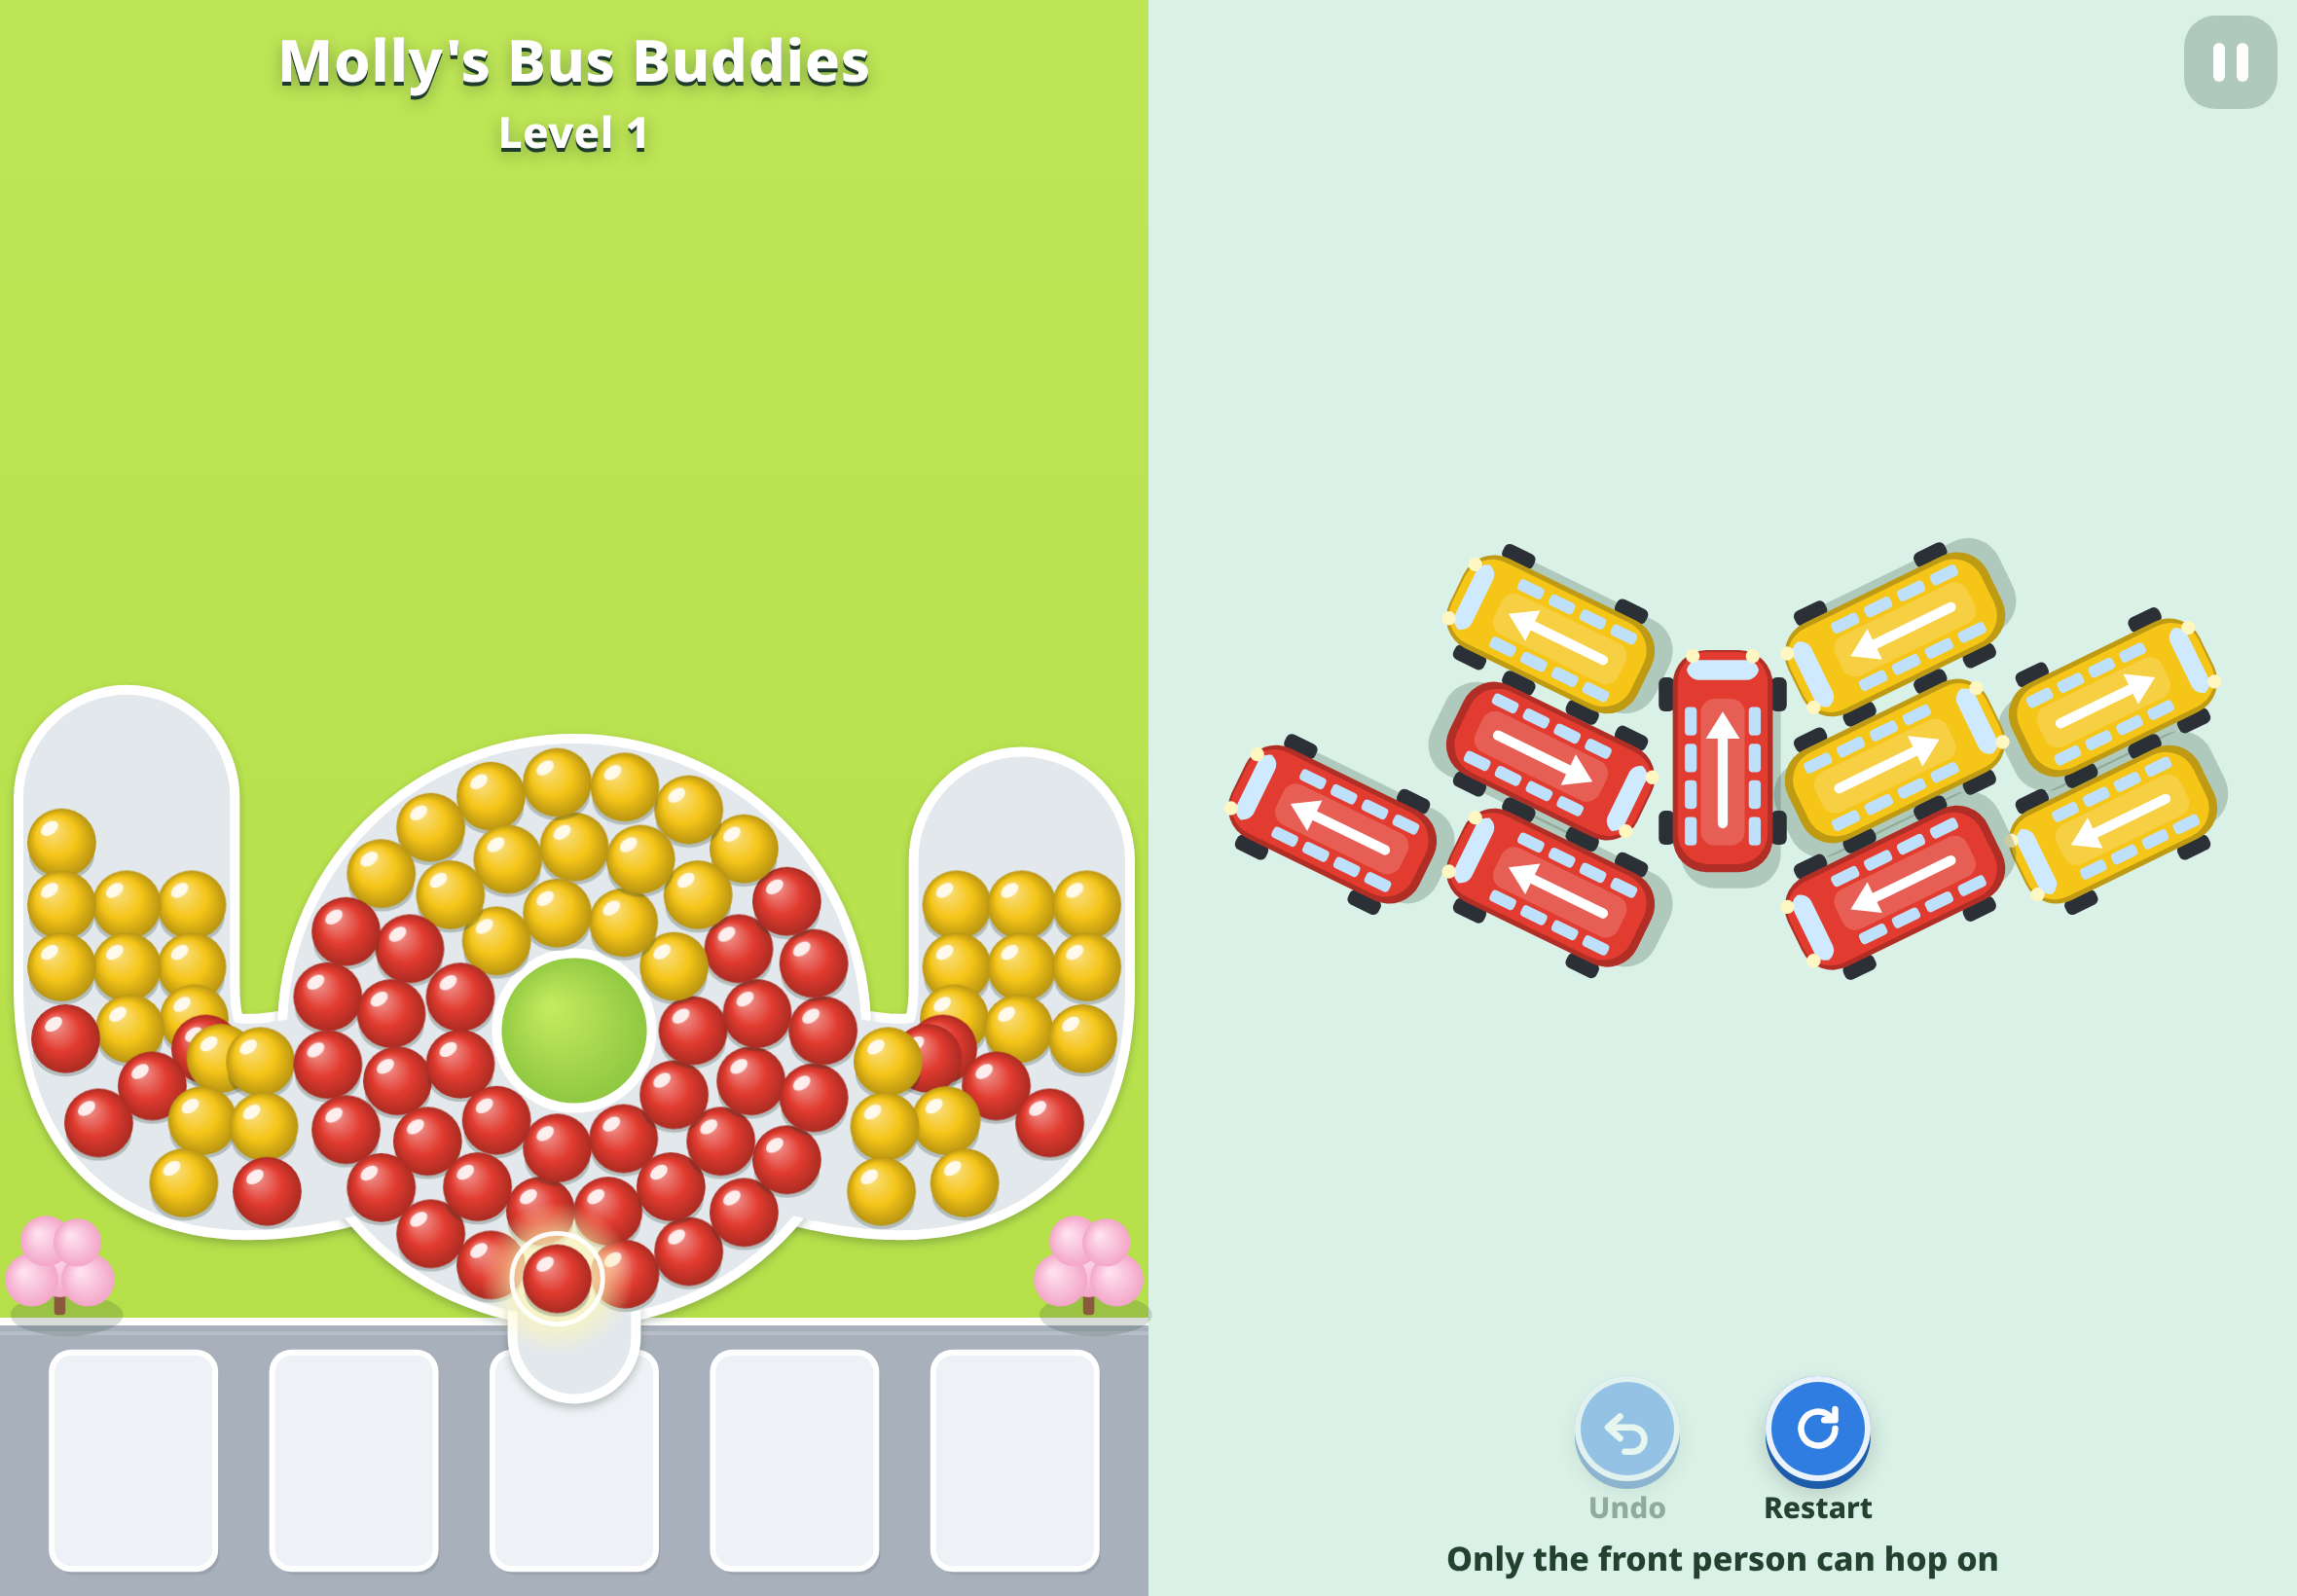 Molly's Bus Buddies
Level 1
Undo
Restart
Only the front person can hop on